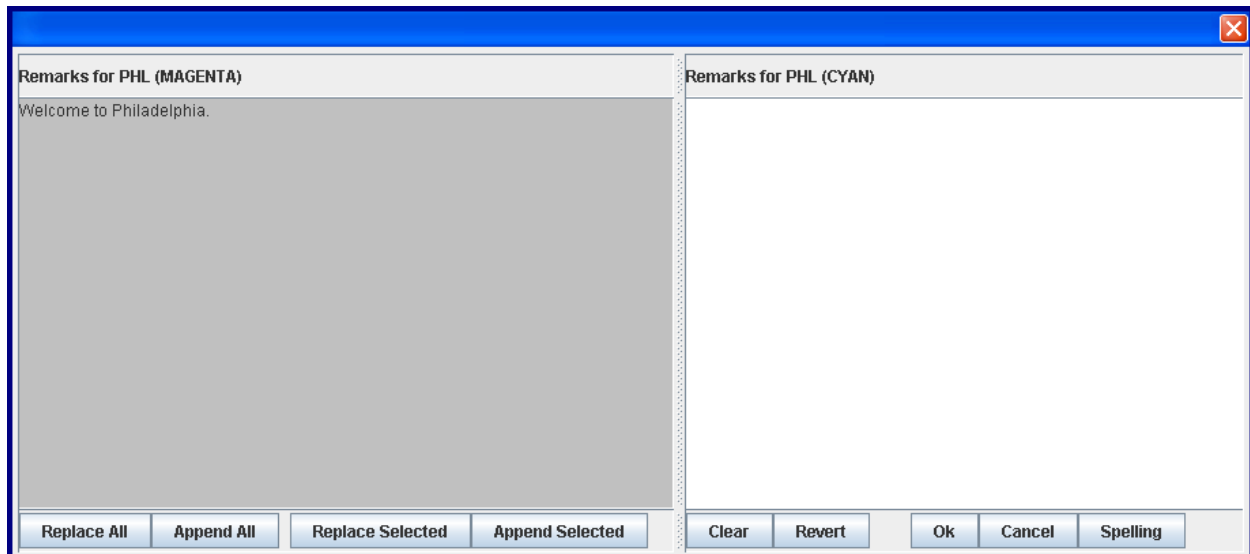 Remarks for PHL (MAGENTA)
Welcome to Philadelphia.
Replace All Append All Replace Selected Append Selected
Remarks for PHL (CYAN)
Clear Revert Ok Cancel Spelling